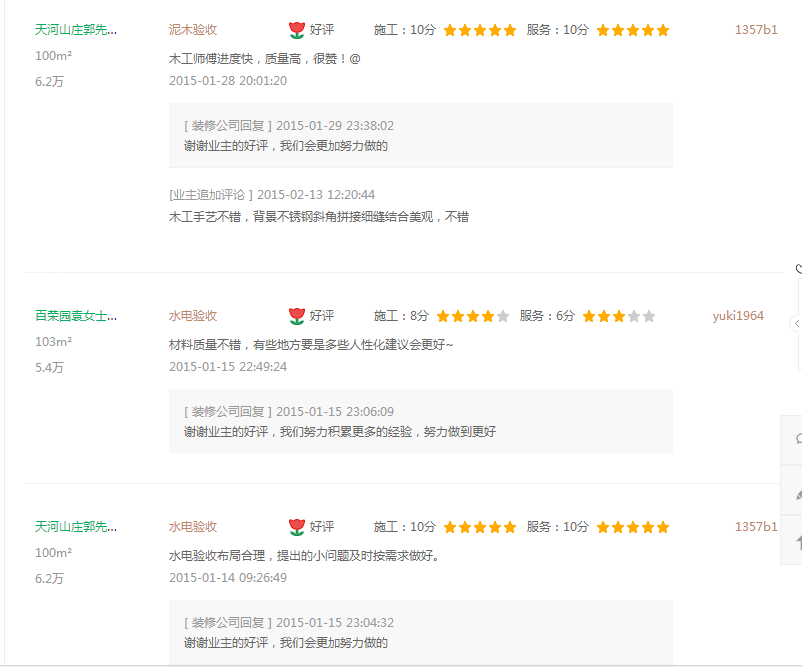 天河山庄郭先... 泥木验收 好评 施工：10分 服务：10分 1357b1
100m² 木工师傅进度快，质量高，很赞！@
6.2万 2015-01-28 20:01:20
[ 装修公司回复 ] 2015-01-29 23:38:02
谢谢业主的好评，我们会更加努力做的
[业主追加评论 ] 2015-02-13 12:20:44
木工手艺不错，背景不锈钢斜角拼接细缝结合美观，不错
百荣园袁女士... 水电验收 好评 施工：8分 服务：6分 yuki1964
103m² 材料质量不错，有些地方要是多些人性化建议会更好~
5.4万 2015-01-15 22:49:24
[ 装修公司回复 ] 2015-01-15 23:06:09
谢谢业主的好评，我们努力积累更多的经验，努力做到更好
天河山庄郭先... 水电验收 好评 施工：10分 服务：10分 1357b1
100m² 水电验收布局合理，提出的小问题及时按需求做好。
6.2万 2015-01-14 09:26:49
[ 装修公司回复 ] 2015-01-15 23:04:32
谢谢业主的好评，我们会更加努力做的